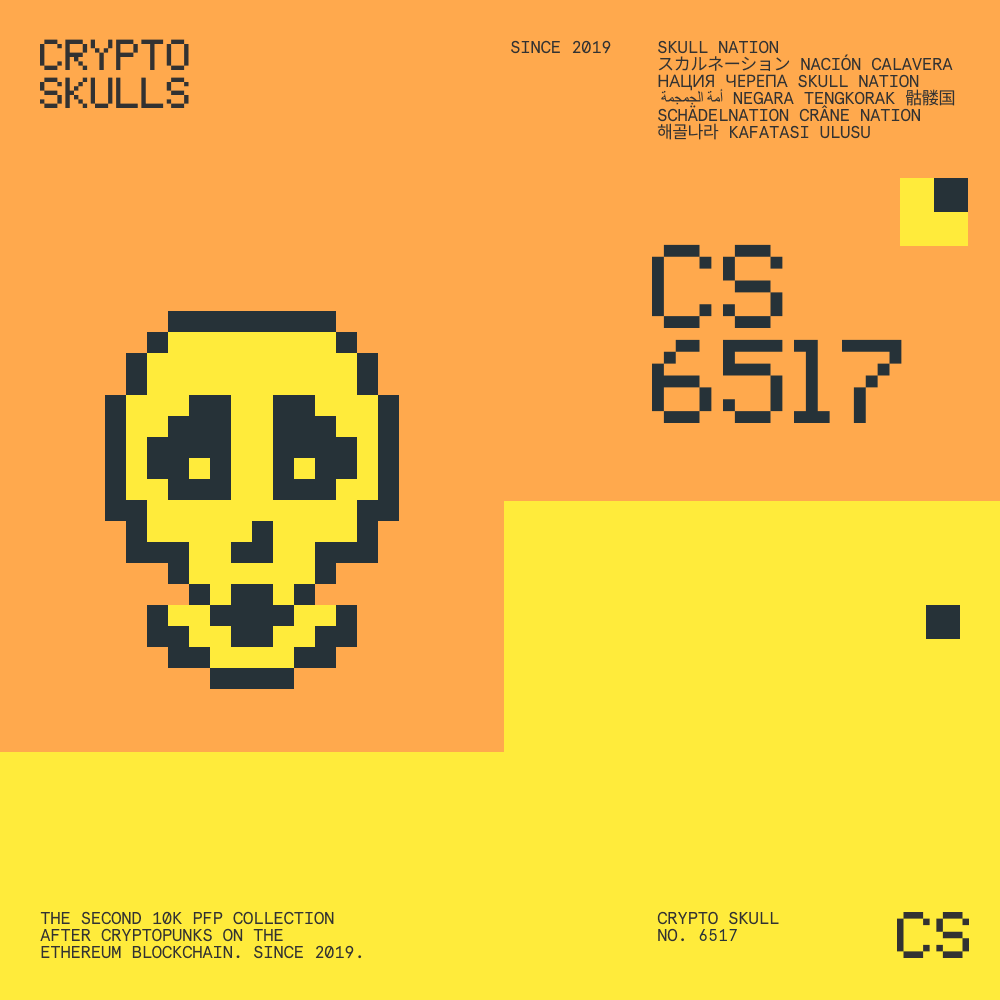 CRYPTO
SKULLS
SINCE 2019
SKULL NATION
スカルネーション NACIÓN CALAVERA
НАЦИЯ ЧЕРЕПА SKULL NATION
أمة الجمجمة NEGARA TENGKORAK 骷髅国
SCHÄDELNATION CRÂNE NATION
해골나라 KAFATASI ULUSU
CS
6517
THE SECOND 10K PFP COLLECTION
AFTER CRYPTOPUNKS ON THE
ETHEREUM BLOCKCHAIN. SINCE 2019.
CRYPTO SKULL
NO. 6517
CS